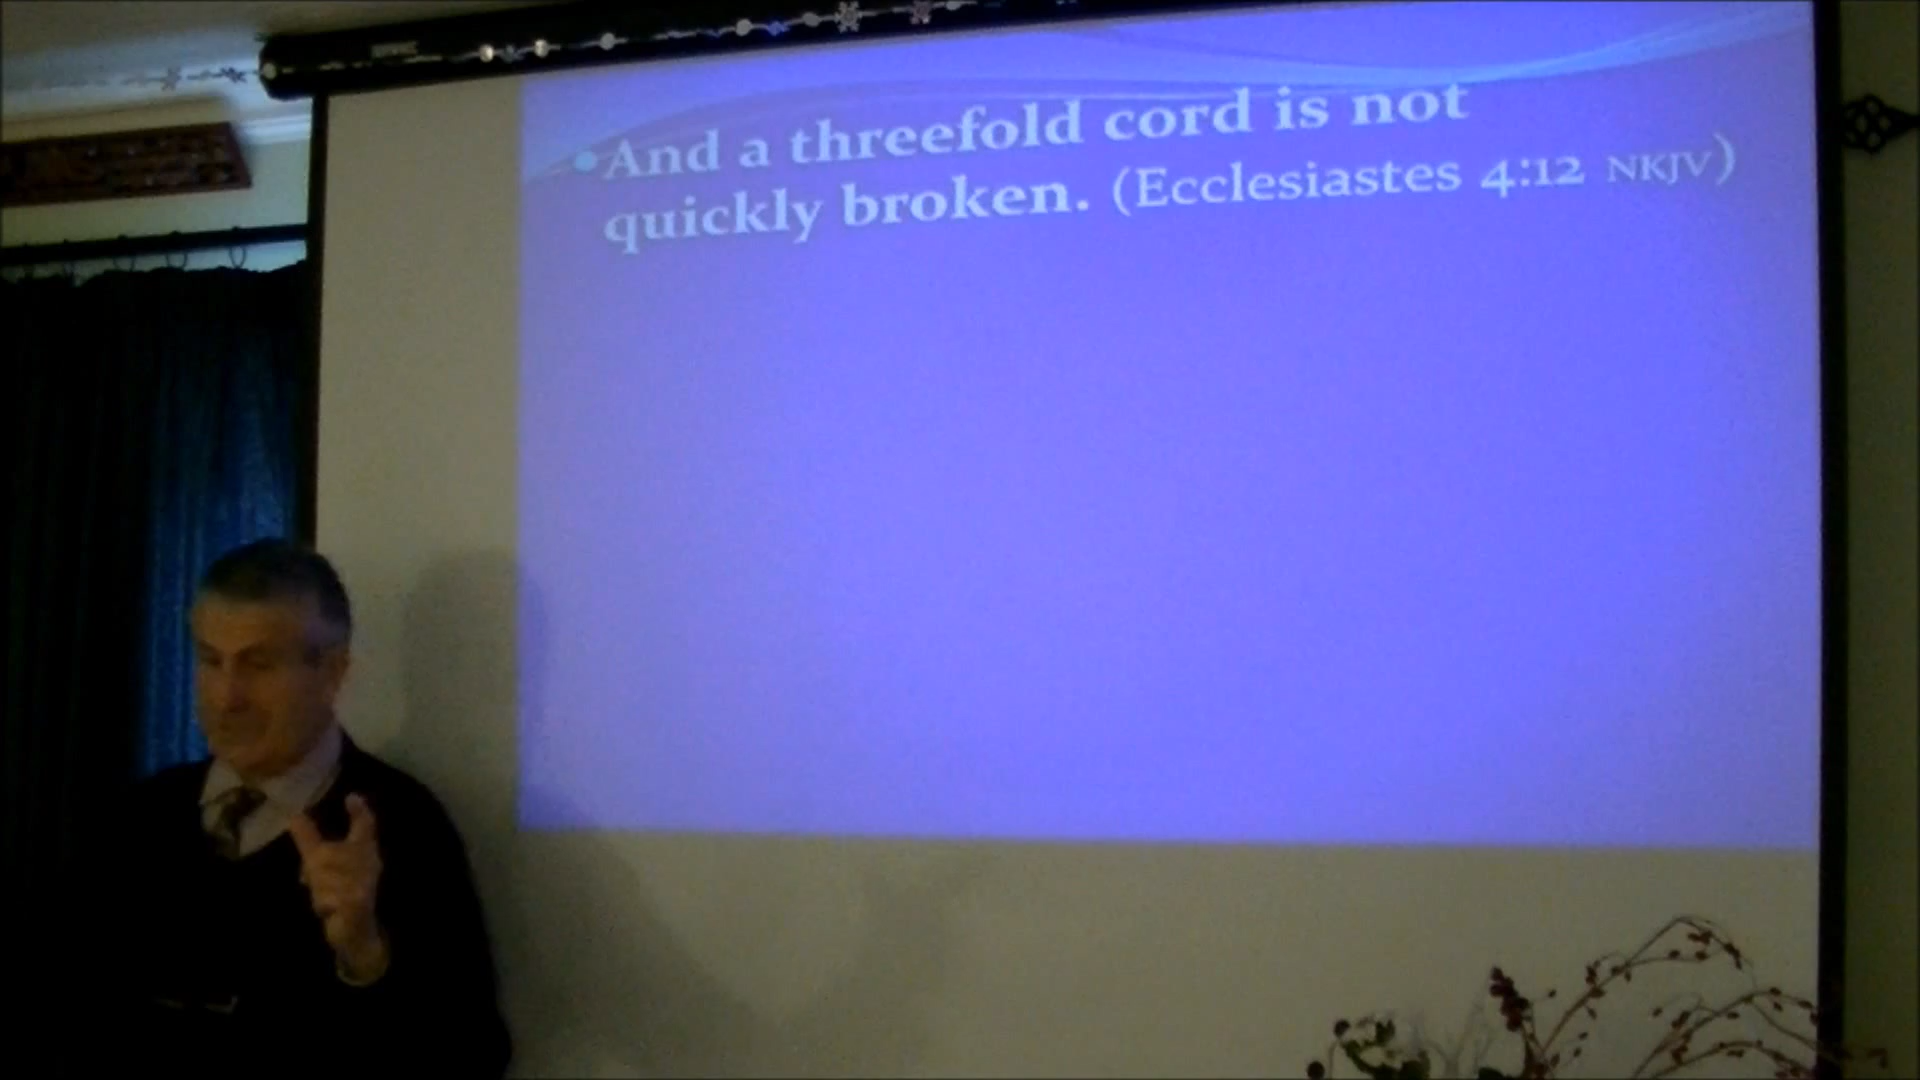 •And a threefold cord is not
quickly broken. (Ecclesiastes 4:12 NKJV)